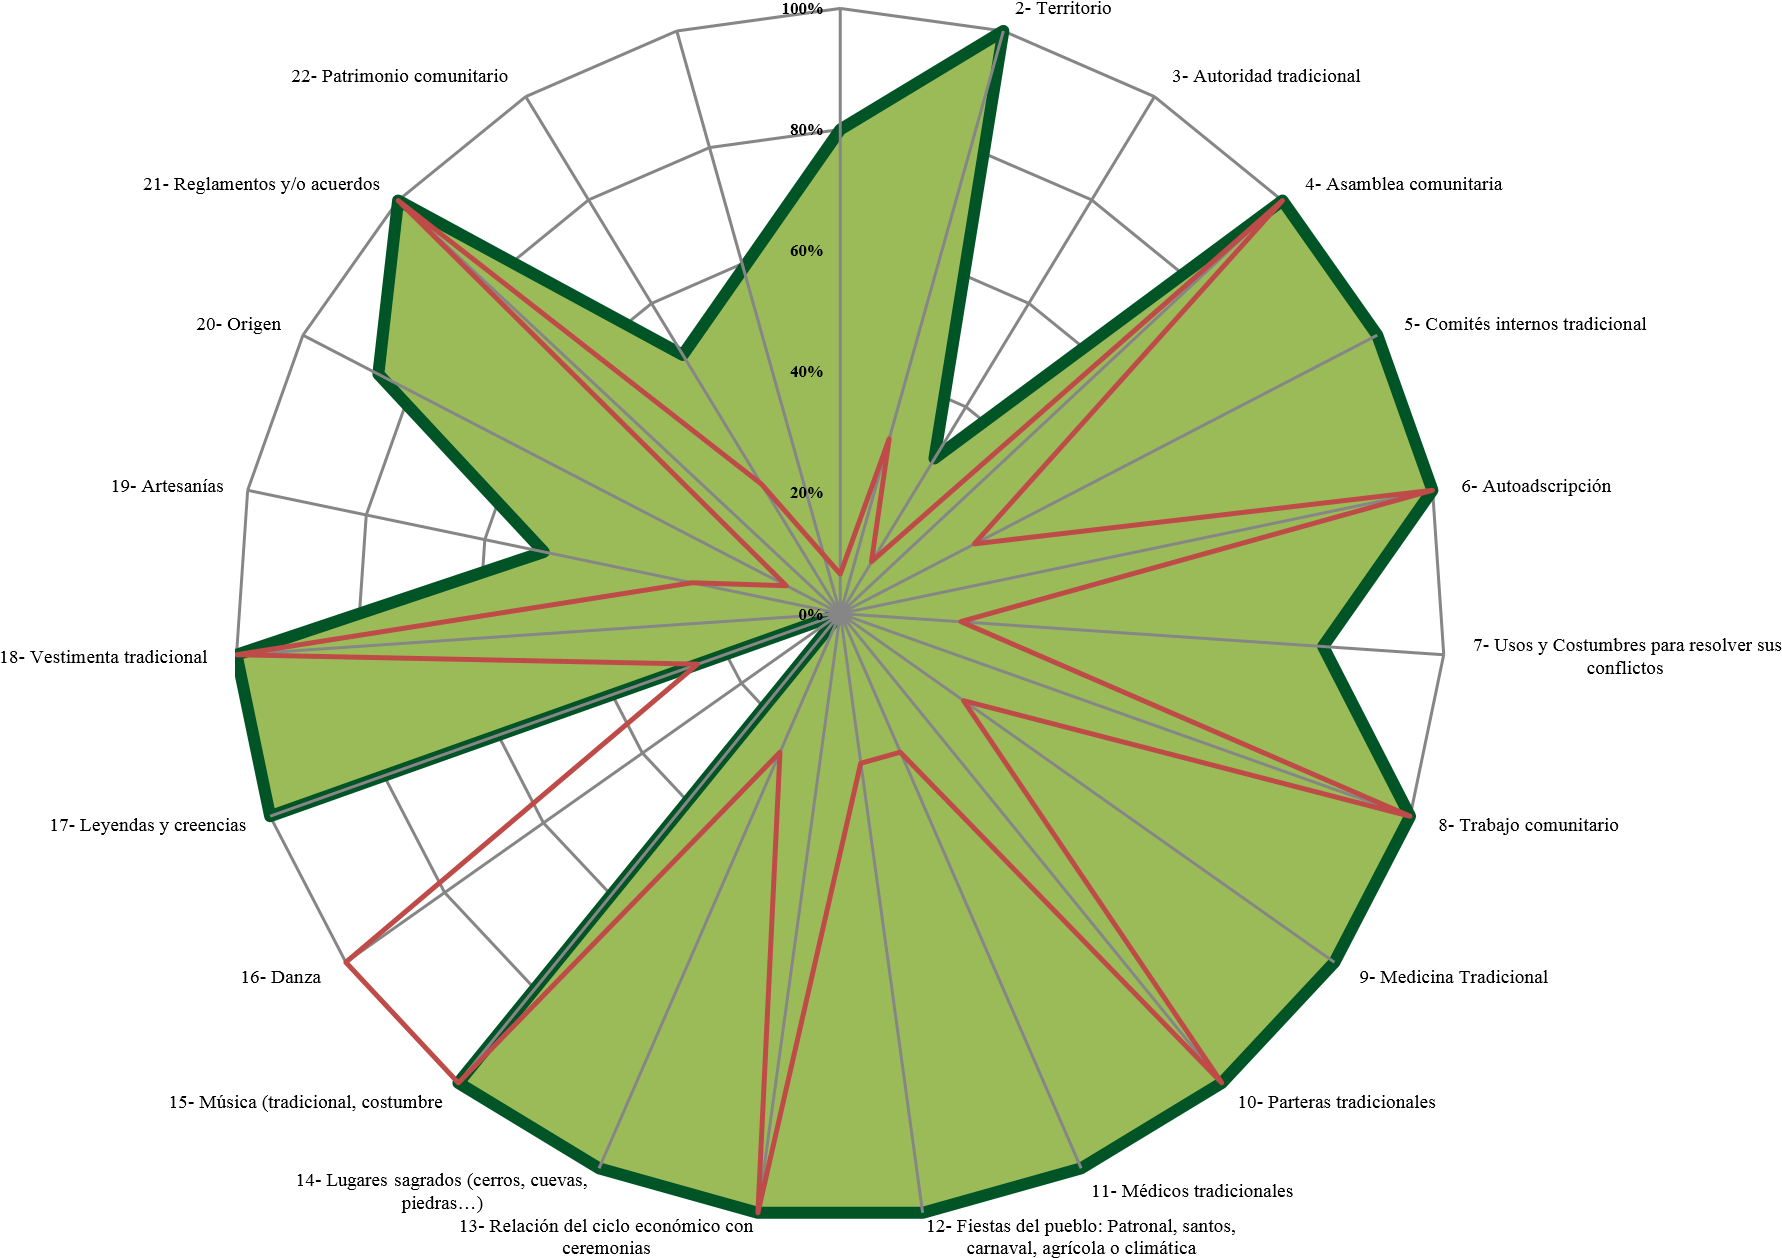 100%
80%
60%
40%
20%
0%
2- Territorio
3- Autoridad tradicional
4- Asamblea comunitaria
5- Comités internos tradicional
6- Autoadscripción
7- Usos y Costumbres para resolver sus
conflictos
8- Trabajo comunitario
9- Medicina Tradicional
10- Parteras tradicionales
11- Médicos tradicionales
12- Fiestas del pueblo: Patronal, santos,
carnaval, agrícola o climática
13- Relación del ciclo económico con
ceremonias
14- Lugares sagrados (cerros, cuevas,
piedras…)
15- Música (tradicional, costumbre
16- Danza
17- Leyendas y creencias
18- Vestimenta tradicional
19- Artesanías
20- Origen
21- Reglamentos y/o acuerdos
22- Patrimonio comunitario